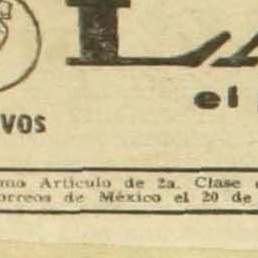 LA
el
VOS
mo Artículo de 2a. Clase
orreos de México el 20 de